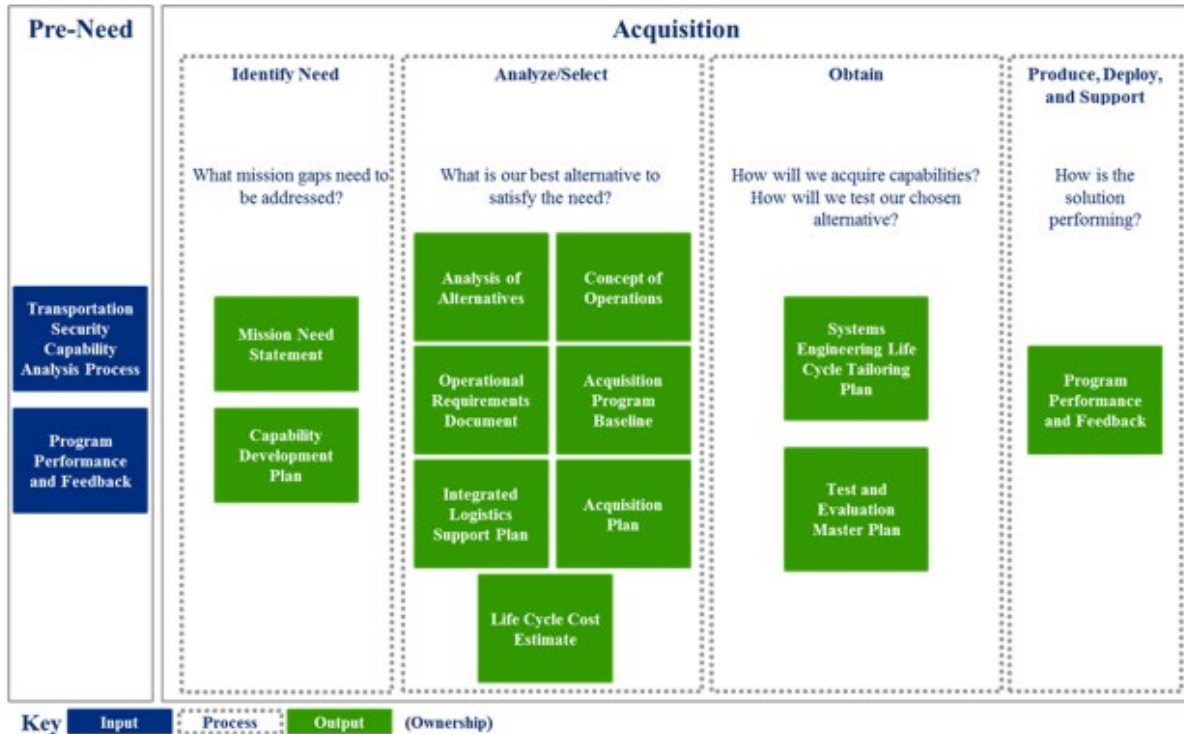 Pre-Need
Acquisition
Identify Need
Analyze/Select
Obtain
Produce, Deploy,
and Support
What mission gaps need to
be addressed?
What is our best alternative to
satisfy the need?
How will we acquire capabilities?
How will we test our chosen
alternative?
How is the
solution
performing?
Transportation
Security
Capability
Analysis Process
Program
Performance
and Feedback
Mission Need
Statement
Capability
Development
Plan
Analysis of
Alternatives
Concept of
Operations
Operational
Requirements
Document
Acquisition
Program
Baseline
Integrated
Logistics
Support Plan
Acquisition
Plan
Life Cycle Cost
Estimate
Systems
Engineering Life
Cycle Tailoring
Plan
Test and
Evaluation
Master Plan
Program
Performance
and Feedback
Key Input Process Output (Ownership)